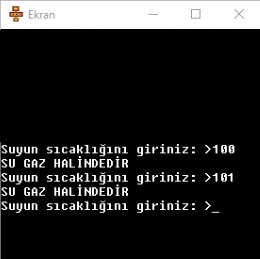 Ekran
Suyun sıcaklığını giriniz: >100
SU GAZ HALİNDEDİR
Suyun sıcaklığını giriniz: >101
SU GAZ HALİNDEDİR
Suyun sıcaklığını giriniz: >_